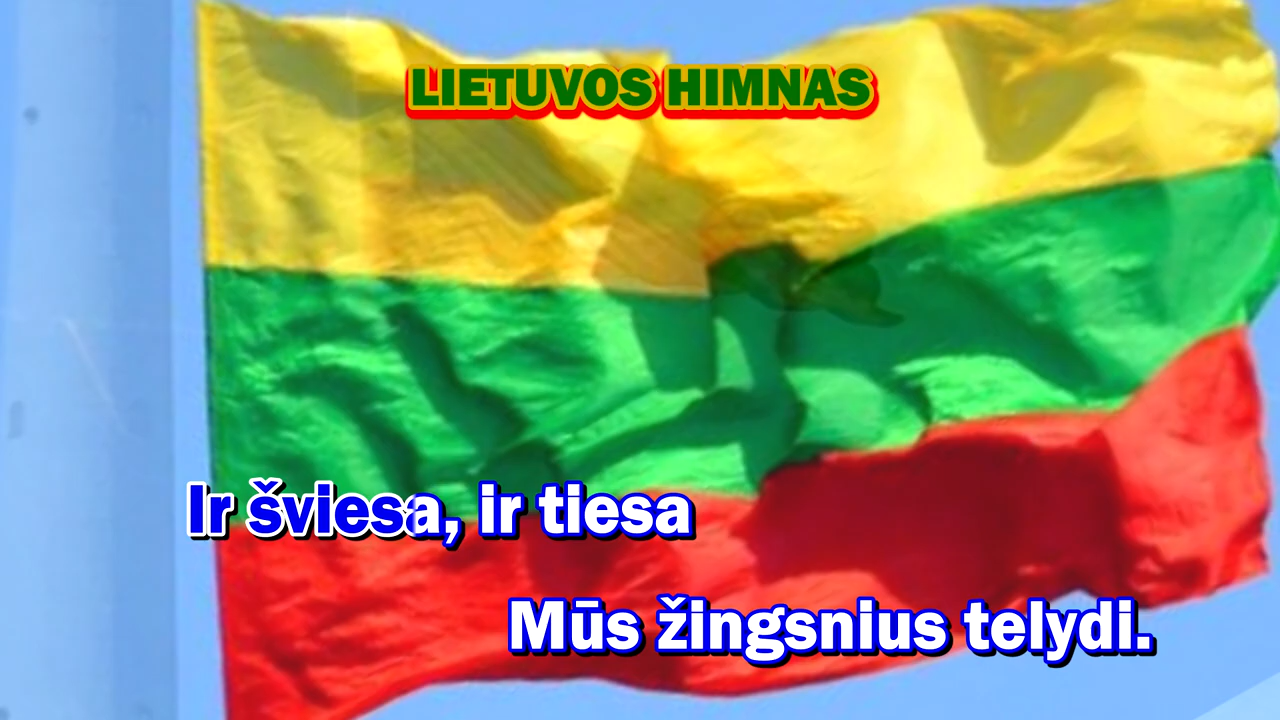 LIETUVOS HIMNAS
Ir šviesa, ir tiesa
Mūs žingsnius telydi.